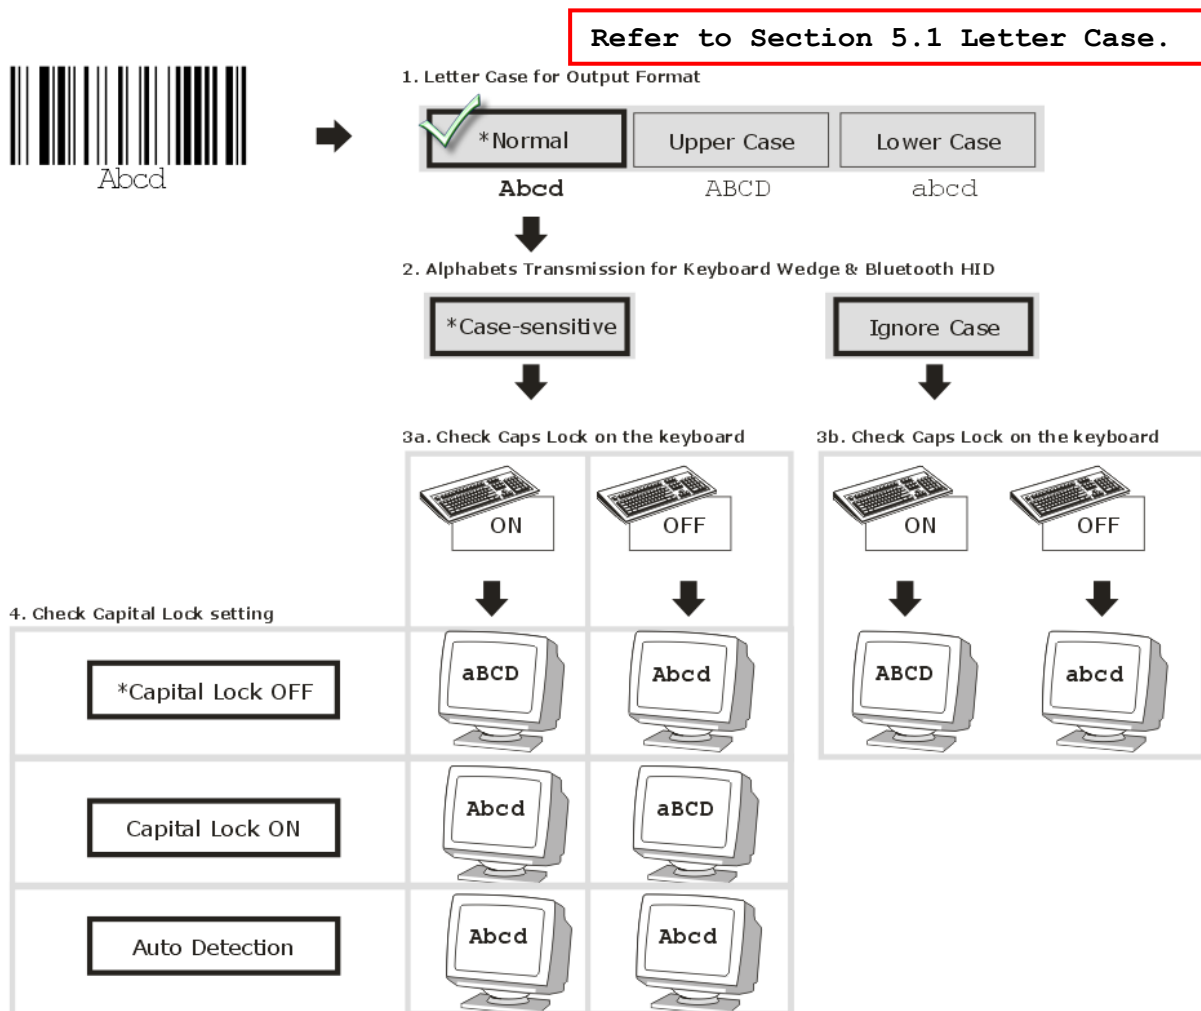 Refer to Section 5.1 Letter Case.
1. Letter Case for Output Format
*Normal Upper Case Lower Case
Abcd
Abcd ABCD abcd
2. Alphabets Transmission for Keyboard Wedge & Bluetooth HID
*Case-sensitive Ignore Case
3a. Check Caps Lock on the keyboard 3b. Check Caps Lock on the keyboard
ON OFF ON OFF
4. Check Capital Lock setting
*Capital Lock OFF aBCD Abcd ABCD abcd
Capital Lock ON Abcd aBCD
Auto Detection Abcd Abcd